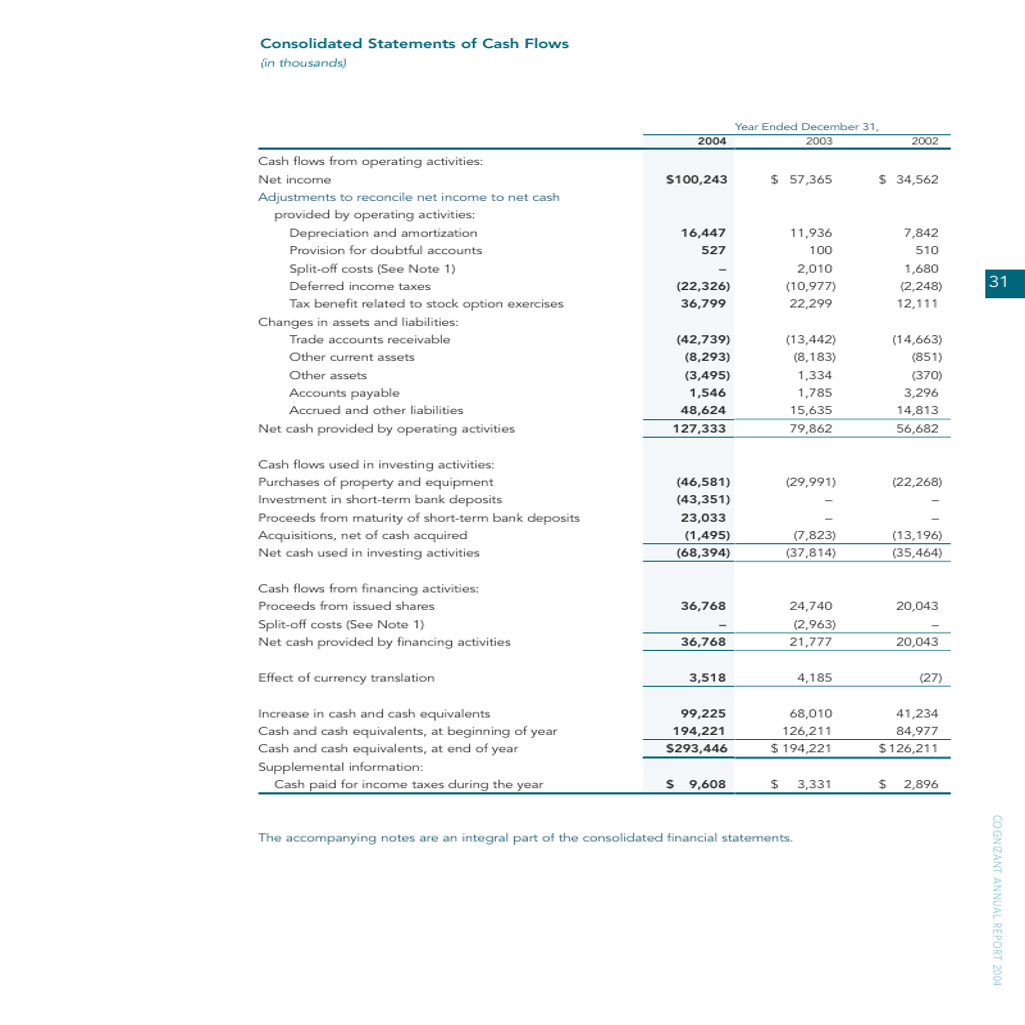 Consolidated Statements of Cash Flows
(in thousands)
Year Ended December 31,
2004 2003 2002
Cash flows from operating activities:
Net income $100,243 $ 57,365 $ 34,562
Adjustments to reconcile net income to net cash
provided by operating activities:
Depreciation and amortization 16,447 11,936 7,842
Provision for doubtful accounts 527 100 510
Split-off costs (See Note 1) – 2,010 1,680
Deferred income taxes (22,326) (10,977) (2,248)
Tax benefit related to stock option exercises 36,799 22,299 12,111
Changes in assets and liabilities:
Trade accounts receivable (42,739) (13,442) (14,663)
Other current assets (8,293) (8,183) (851)
Other assets (3,495) 1,334 (370)
Accounts payable 1,546 1,785 3,296
Accrued and other liabilities 48,624 15,635 14,813
Net cash provided by operating activities 127,333 79,862 56,682
Cash flows used in investing activities:
Purchases of property and equipment (46,581) (29,991) (22,268)
Investment in short-term bank deposits (43,351) – –
Proceeds from maturity of short-term bank deposits 23,033 – –
Acquisitions, net of cash acquired (1,495) (7,823) (13,196)
Net cash used in investing activities (68,394) (37,814) (35,464)
Cash flows from financing activities:
Proceeds from issued shares 36,768 24,740 20,043
Split-off costs (See Note 1) – (2,963) –
Net cash provided by financing activities 36,768 21,777 20,043
Effect of currency translation 3,518 4,185 (27)
Increase in cash and cash equivalents 99,225 68,010 41,234
Cash and cash equivalents, at beginning of year 194,221 126,211 84,977
Cash and cash equivalents, at end of year $293,446 $ 194,221 $126,211
Supplemental information:
Cash paid for income taxes during the year $ 9,608 $ 3,331 $ 2,896
The accompanying notes are an integral part of the consolidated financial statements.
31
COGNIZANT ANNUAL REPORT 2004